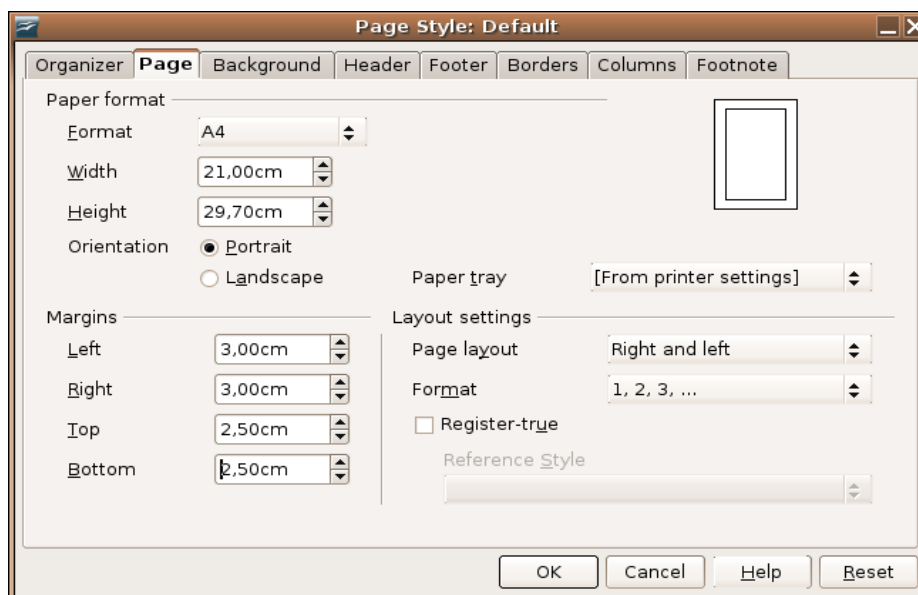 Page Style: Default
Organizer Page Background Header Footer Borders Columns Footnote
Paper format
Format A4
Width 21,00cm
Height 29,70cm
Orientation Portrait
Landscape Paper tray [From printer settings]
Margins Layout settings
Left 3,00cm Page layout Right and left
Right 3,00cm Format 1, 2, 3, ...
Top 2,50cm Register-true
Reference Style
Bottom 2,50cm
OK Cancel Help Reset